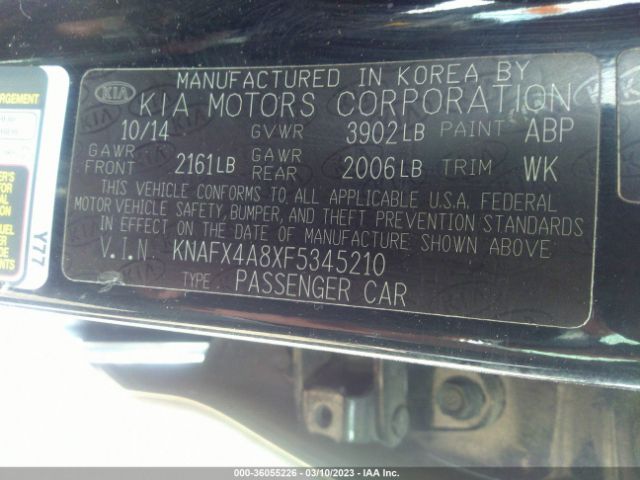 MANUFACTURED IN KOREA BY
KIA KIA MOTORS CORPORATION
10/14 GVWR 3902LB PAINT ABP
GAWR FRONT 2161LB GAWR REAR 2006LB TRIM WK
THIS VEHICLE CONFORMS TO ALL APPLICABLE U.S.A. FEDERAL
MOTOR VEHICLE SAFETY, BUMPER, AND THEFT PREVENTION STANDARDS
IN EFFECT ON THE DATE OF MANUFACTURE SHOWN ABOVE
V.I.N. KNAFX4A8XF5345210
TYPE: PASSENGER CAR
Y77
000-36055226 - 03/10/2023 - IAAI.COM